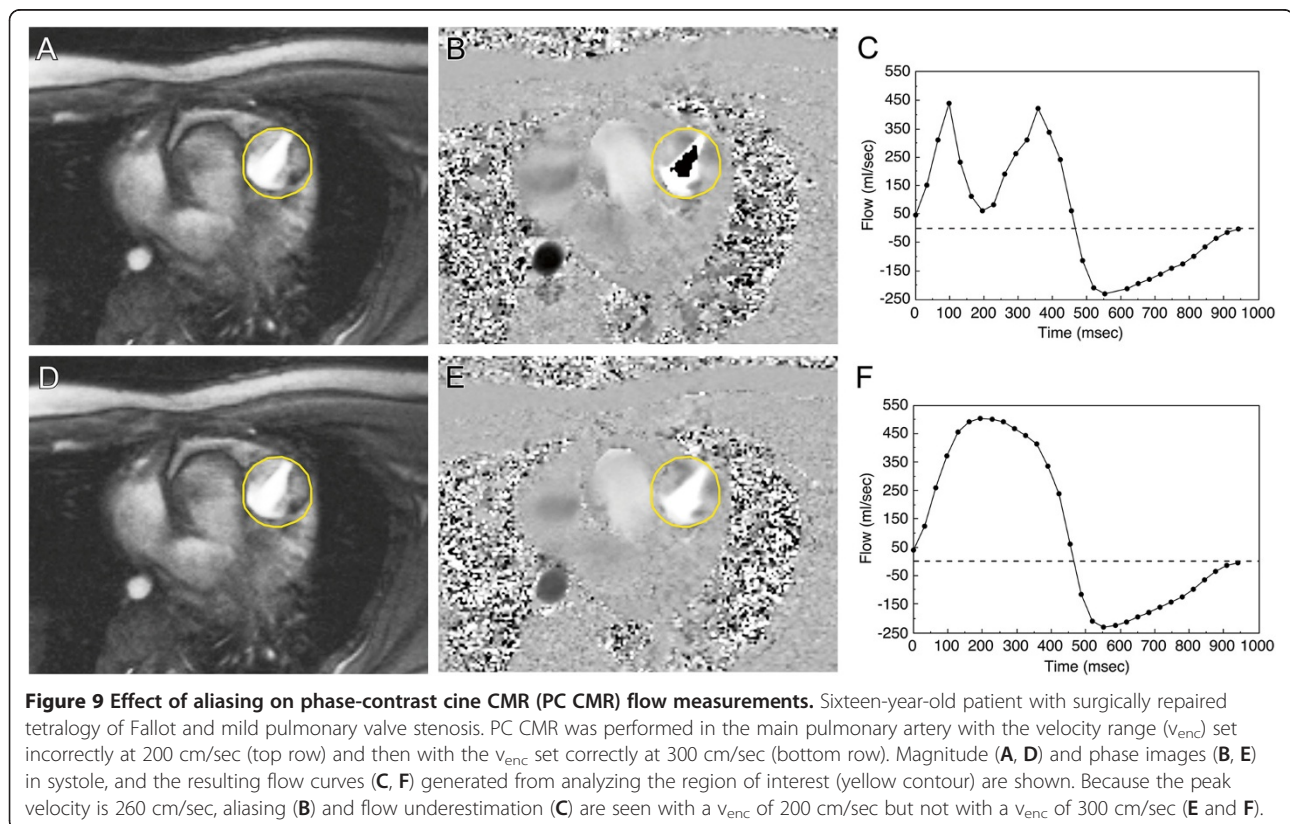 A
B
C
550
450
350
250
150
50
-50
-150
-250
Flow (ml/sec)
0 100 200 300 400 500 600 700 800 900 1000
Time (msec)
D
E
F
550
450
350
250
150
50
-50
-150
-250
Flow (ml/sec)
0 100 200 300 400 500 600 700 800 900 1000
Time (msec)
Figure 9 Effect of aliasing on phase-contrast cine CMR (PC CMR) flow measurements. Sixteen-year-old patient with surgically repaired
tetralogy of Fallot and mild pulmonary valve stenosis. PC CMR was performed in the main pulmonary artery with the velocity range (venc) set
incorrectly at 200 cm/sec (top row) and then with the venc set correctly at 300 cm/sec (bottom row). Magnitude (A, D) and phase images (B, E)
in systole, and the resulting flow curves (C, F) generated from analyzing the region of interest (yellow contour) are shown. Because the peak
velocity is 260 cm/sec, aliasing (B) and flow underestimation (C) are seen with a venc of 200 cm/sec but not with a venc of 300 cm/sec (E and F).